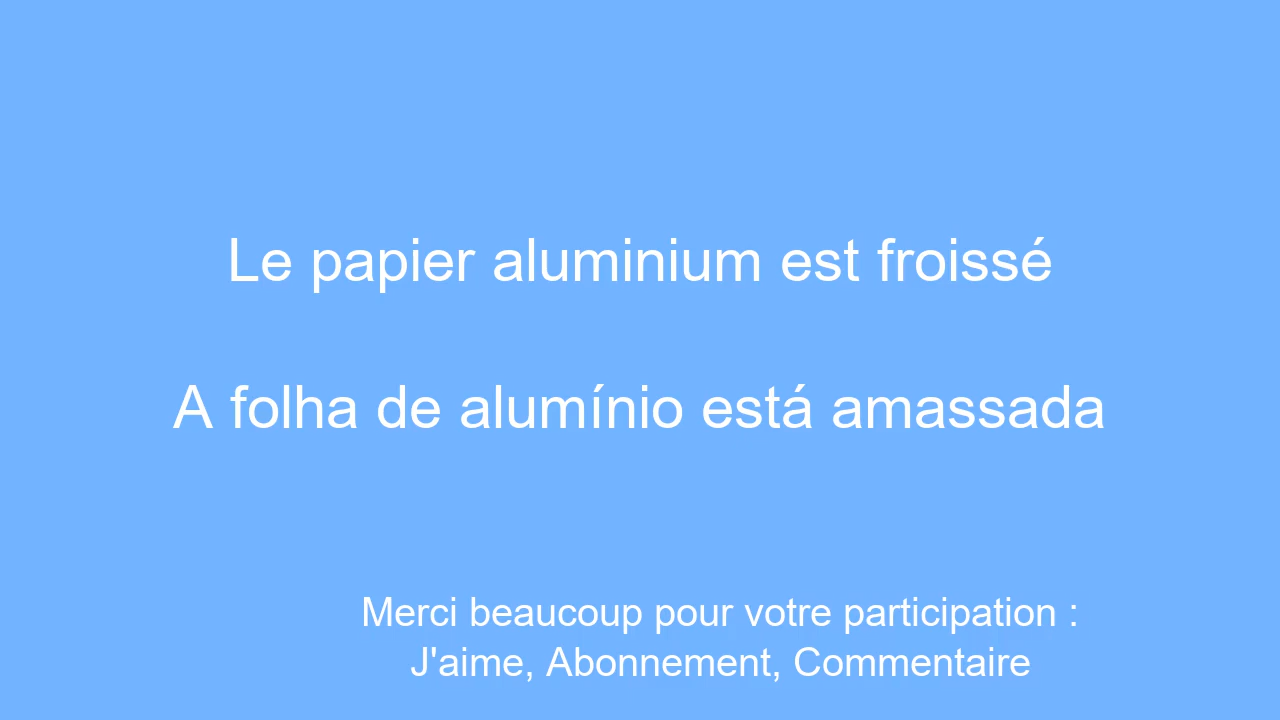 Le papier aluminium est froissé
A folha de alumínio está amassada
Merci beaucoup pour votre participation :
J'aime, Abonnement, Commentaire